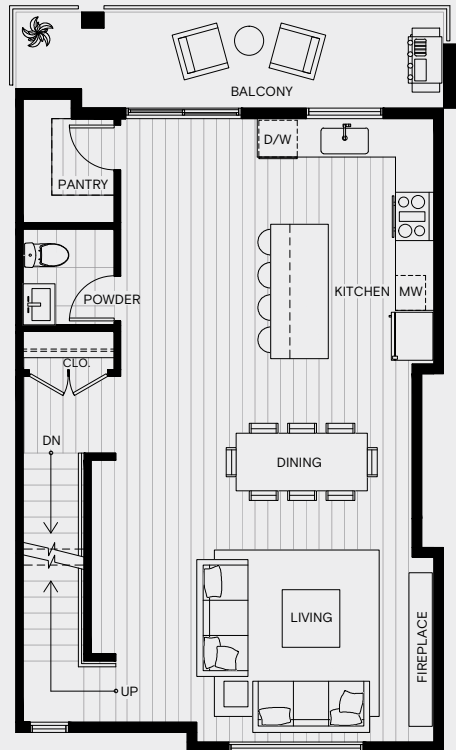 BALCONY
D/W
PANTRY
KITCHEN
MW
POWDER
CLO.
DN
DINING
LIVING
FIREPLACE
UP